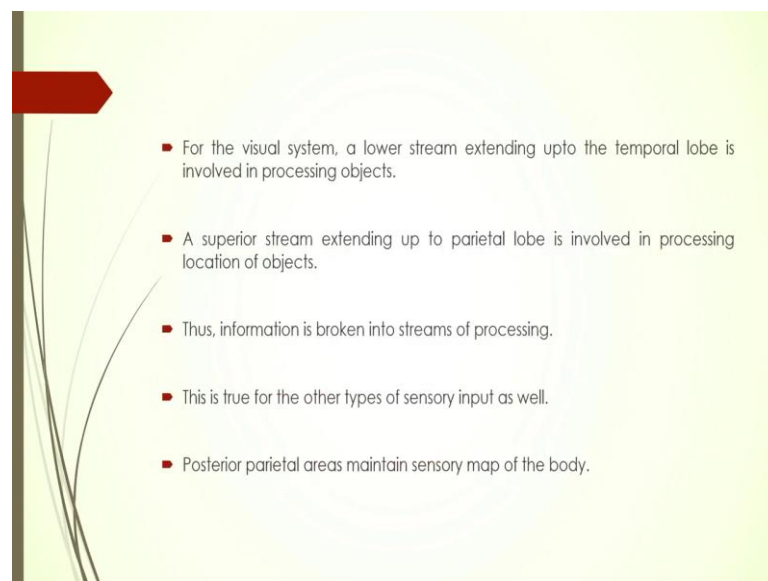 For the visual system, a lower stream extending upto the temporal lobe is
involved in processing objects.
A superior stream extending up to parietal lobe is involved in processing
location of objects.
Thus, information is broken into streams of processing.
This is true for the other types of sensory input as well.
Posterior parietal areas maintain sensory map of the body.